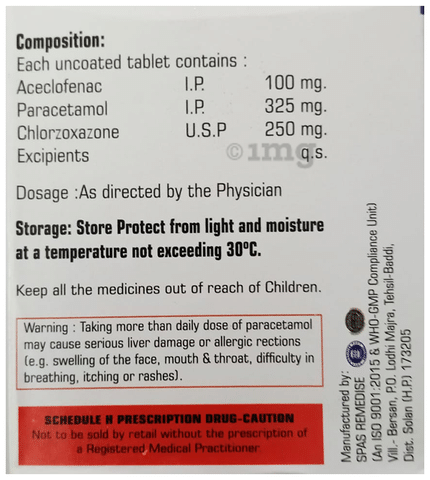 Composition:
Each uncoated tablet contains :
Aceclofenac I.P. 100 mg.
Paracetamol I.P. 325 mg.
Chlorzoxazone U.S.P 250 mg.
Excipients q.s.
© 1mg
Dosage :As directed by the Physician
Storage: Store Protect from light and moisture
at a temperature not exceeding 30ºC.
Keep all the medicines out of reach of Children.
Warning : Taking more than daily dose of paracetamol
may cause serious liver damage or allergic rections
(e.g. swelling of the face, mouth & throat, difficulty in
breathing, itching or rashes).
SCHEDULE H PRESCRIPTION DRUG-CAUTION
Not to be sold by retail without the prescription of
a Registered Medical Practitioner
Manufactured by:
SPAS REMEDISE
(An ISO 9001:2015 & WHO-GMP Compliance Unit)
Vill.- Bersan, P.O. Lodhi Majra, Tehsil-Baddi,
Dist. Solan (H.P.) 173205